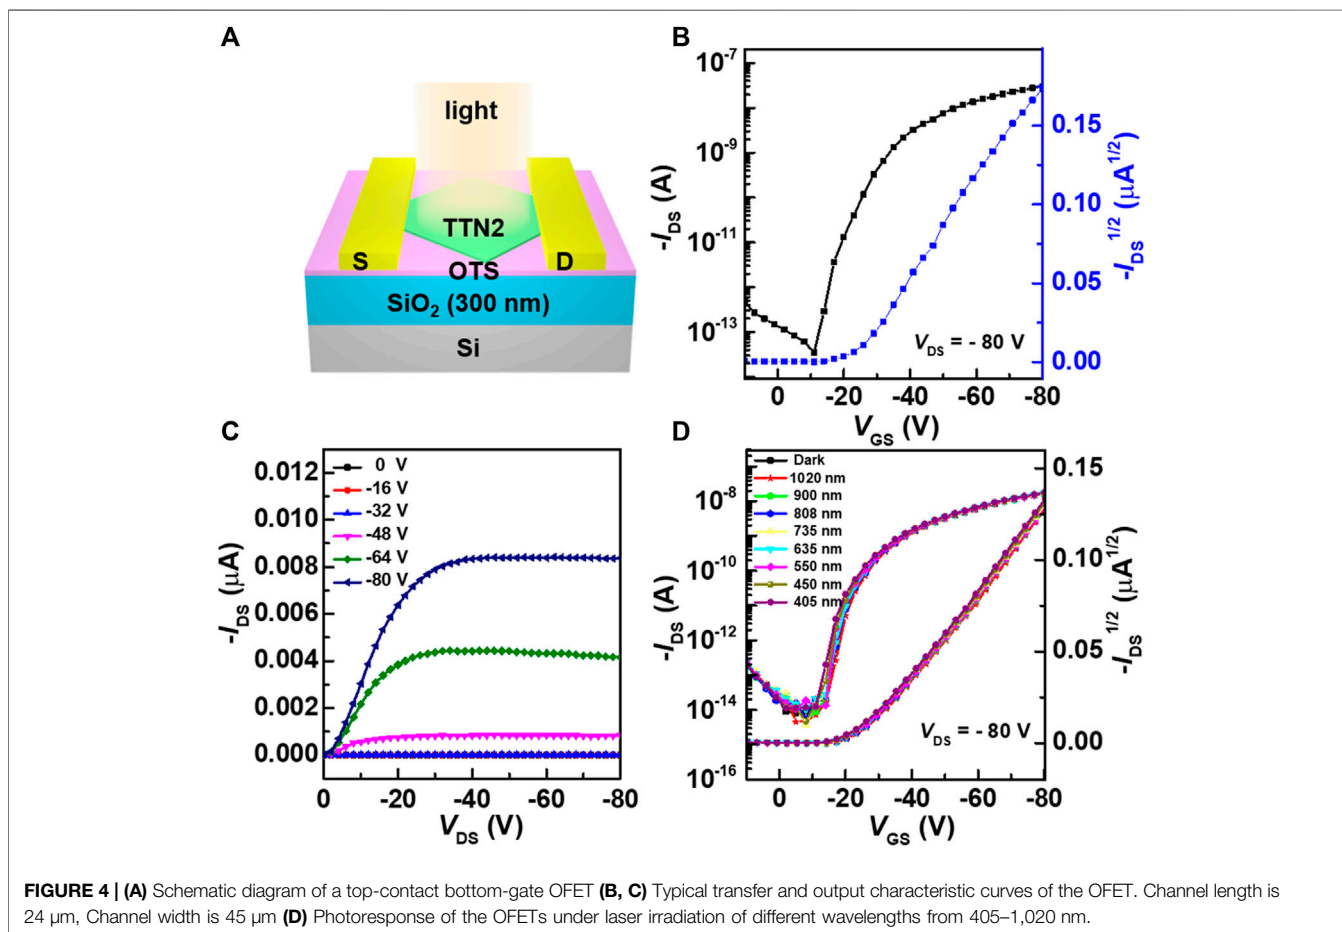 A
light
TTN2
S
D
OTS
SiO2 (300 nm)
Si
B
10-7
10-9
10-11
10-13
-IDS (A)
0.15
0.10
0.05
0.00
-IDS1/2 (μA1/2)
VDS = - 80 V
0 -20 -40 -60 -80
VGS (V)
C
0.012
0.010
0.008
0.006
0.004
0.002
0.000
-IDS (μA)
0 V
-16 V
-32 V
-48 V
-64 V
-80 V
0 -20 -40 -60 -80
VDS (V)
D
10-8
10-10
10-12
10-14
10-16
-IDS (A)
Dark
1020 nm
900 nm
808 nm
735 nm
635 nm
550 nm
450 nm
405 nm
0.15
0.10
0.05
0.00
-IDS1/2 (μA1/2)
VDS = - 80 V
0 -20 -40 -60 -80
VGS (V)
FIGURE 4 | (A) Schematic diagram of a top-contact bottom-gate OFET (B, C) Typical transfer and output characteristic curves of the OFET. Channel length is
24 μm, Channel width is 45 μm (D) Photoresponse of the OFETs under laser irradiation of different wavelengths from 405–1,020 nm.